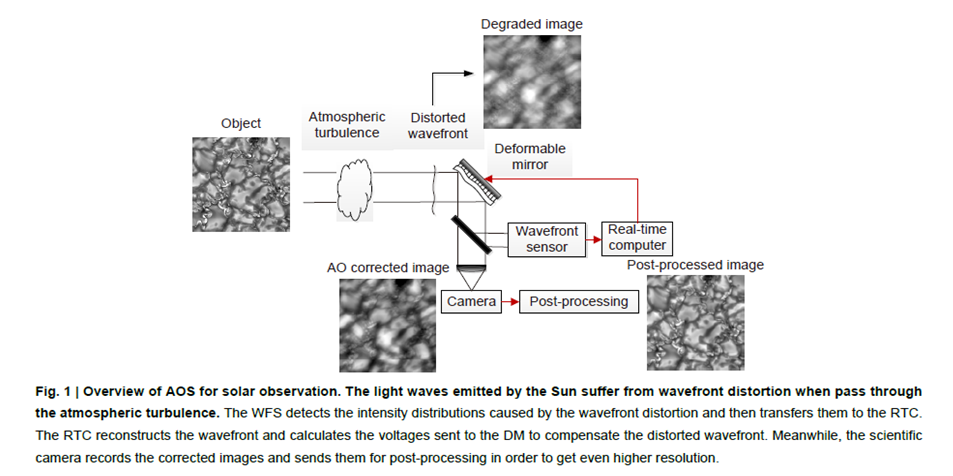 Degraded image
Object
Atmospheric
turbulence
Distorted
wavefront
Deformable
mirror
Wavefront
sensor
Real-time
computer
AO corrected image
Post-processed image
Camera
Post-processing
Fig. 1 | Overview of AOS for solar observation. The light waves emitted by the Sun suffer from wavefront distortion when pass through
the atmospheric turbulence. The WFS detects the intensity distributions caused by the wavefront distortion and then transfers them to the RTC.
The RTC reconstructs the wavefront and calculates the voltages sent to the DM to compensate the distorted wavefront. Meanwhile, the scientific
camera records the corrected images and sends them for post-processing in order to get even higher resolution.